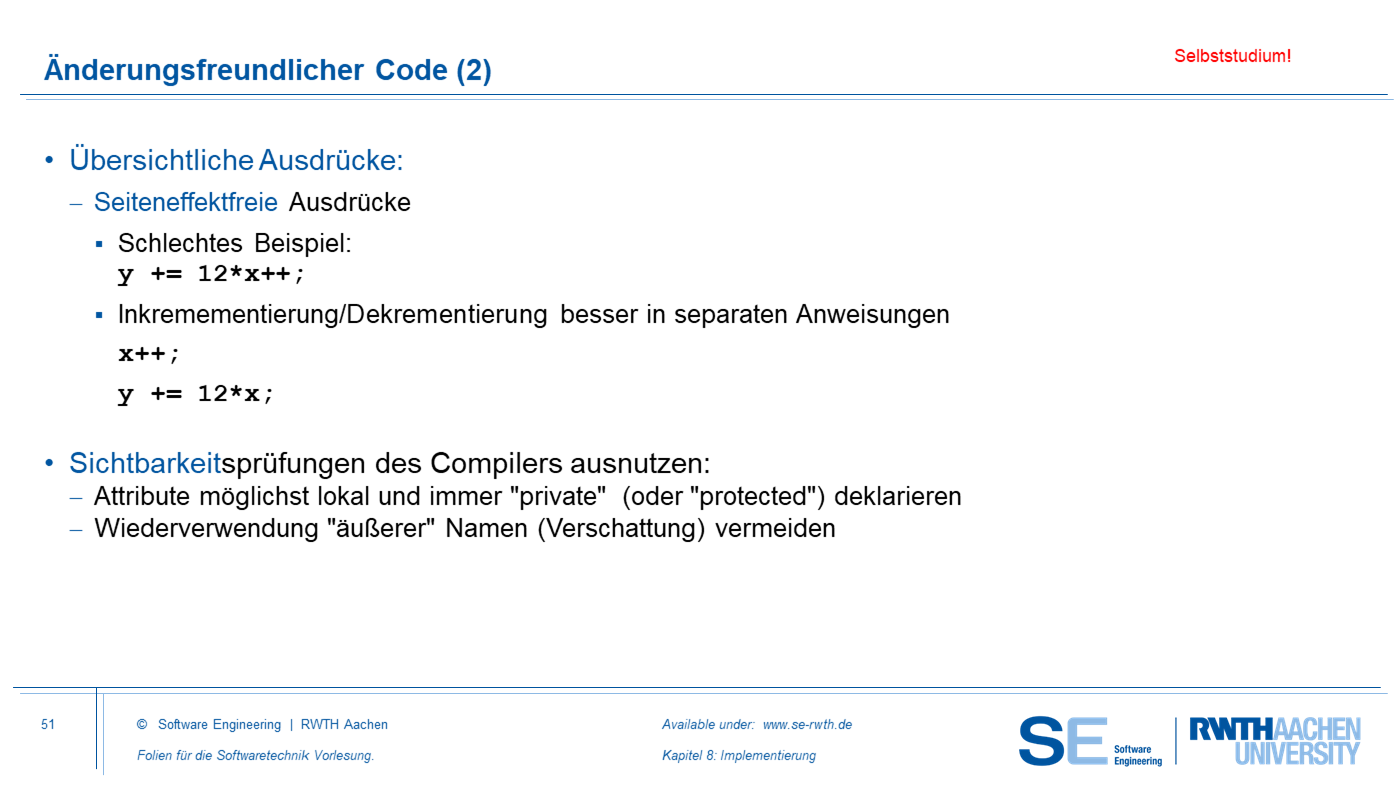 Änderungsfreundlicher Code (2)
Selbststudium!
• Übersichtliche Ausdrücke:
– Seiteneffektfreie Ausdrücke
▪ Schlechtes Beispiel:
y += 12*x++;
▪ Inkremementierung/Dekrementierung besser in separaten Anweisungen
x++;
y += 12*x;
• Sichtbarkeitsprüfungen des Compilers ausnutzen:
– Attribute möglichst lokal und immer "private" (oder "protected") deklarieren
– Wiederverwendung "äußerer" Namen (Verschattung) vermeiden
51
© Software Engineering | RWTH Aachen
Folien für die Softwaretechnik Vorlesung.
Available under: www.se-rwth.de
Kapitel 8: Implementierung
SE Software
Engineering
RWTHAACHEN
UNIVERSITY